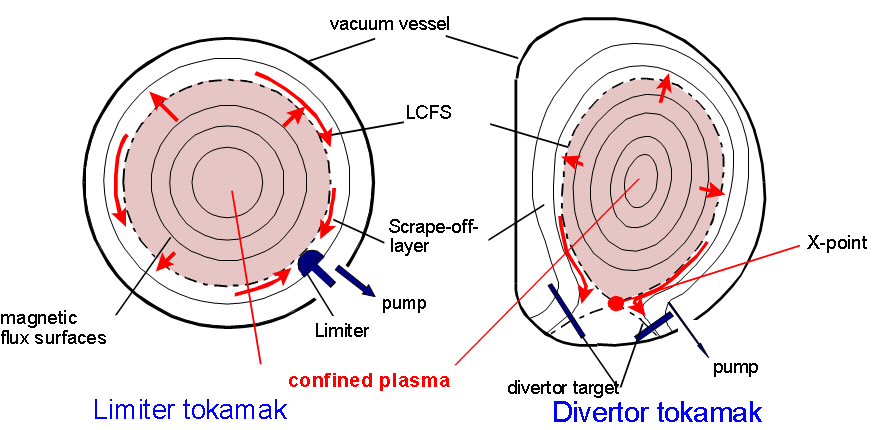 vacuum vessel
LCFS
Scrape-off-
layer
X-point
pump
Limiter
magnetic
flux surfaces
confined plasma
divertor target
pump
Limiter tokamak
Divertor tokamak